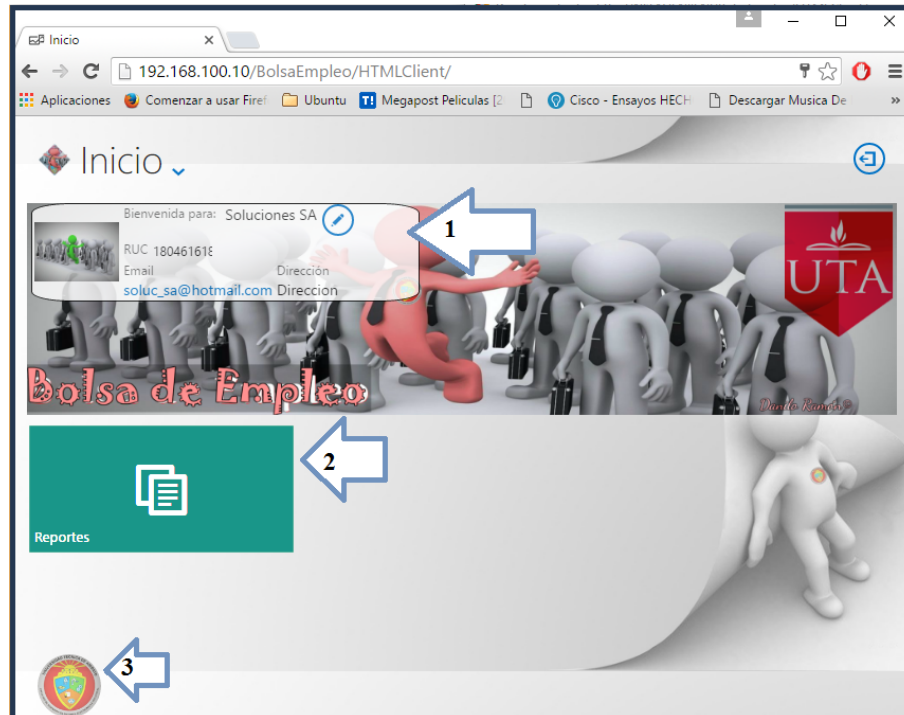 Inicio
192.168.100.10/BolsaEmpleo/HTMLClient/
Aplicaciones Comenzar a usar Firef Ubuntu Megapost Peliculas [2 Cisco - Ensayos HECH Descargar Musica De »
Inicio
Bienvenida para: Soluciones SA
1
RUC 180461618
Email Dirección
soluc_sa@hotmail.com Direccion
UTA
Bolsa de Empleo
Danilo Ramos
2
Reportes
3